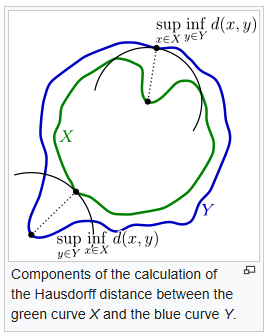 sup inf d(x, y)
x∈X y∈Y
X
Y
sup inf d(x, y)
y∈Y x∈X
Components of the calculation of
the Hausdorff distance between the
green curve X and the blue curve Y.